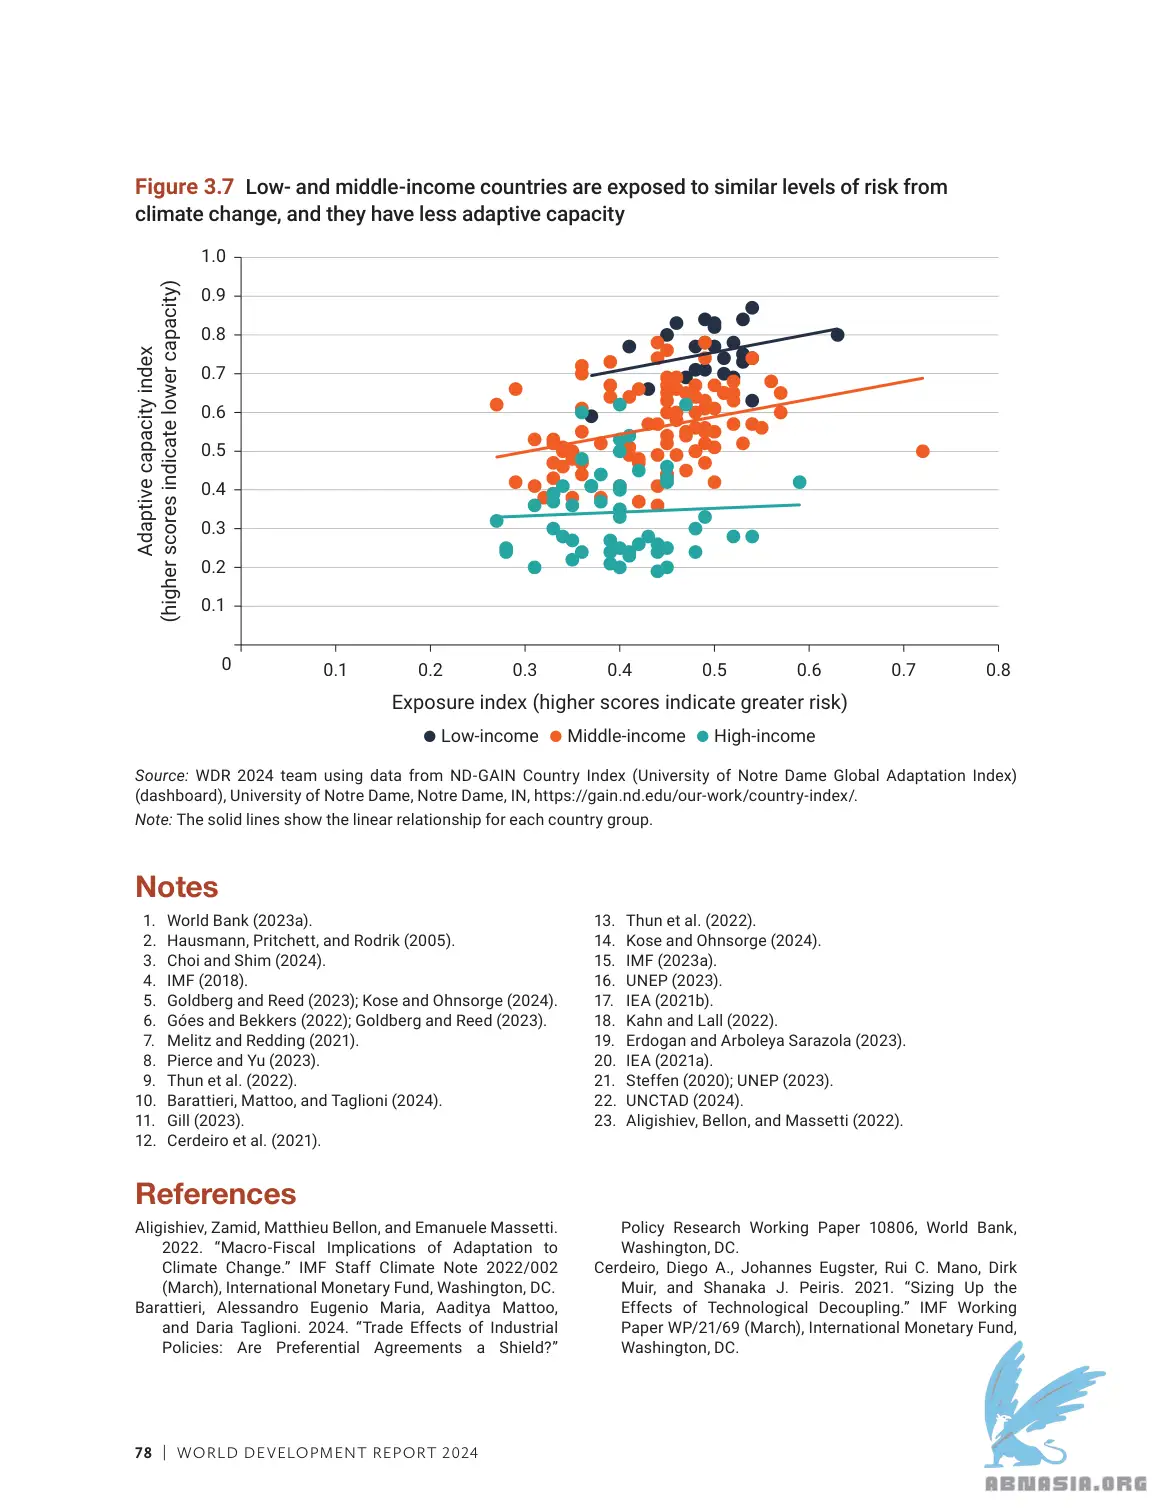 Figure 3.7 Low- and middle-income countries are exposed to similar levels of risk from
climate change, and they have less adaptive capacity
Adaptive capacity index
(higher scores indicate lower capacity)
1.0
0.9
0.8
0.7
0.6
0.5
0.4
0.3
0.2
0.1
0
0.1
0.2
0.3
0.4
0.5
0.6
0.7
0.8
Exposure index (higher scores indicate greater risk)
Low-income Middle-income High-income
Source: WDR 2024 team using data from ND-GAIN Country Index (University of Notre Dame Global Adaptation Index)
(dashboard), University of Notre Dame, Notre Dame, IN, https://gain.nd.edu/our-work/country-index/.
Note: The solid lines show the linear relationship for each country group.
Notes
1. World Bank (2023a).
2. Hausmann, Pritchett, and Rodrik (2005).
3. Choi and Shim (2024).
4. IMF (2018).
5. Goldberg and Reed (2023); Kose and Ohnsorge (2024).
6. Góes and Bekkers (2022); Goldberg and Reed (2023).
7. Melitz and Redding (2021).
8. Pierce and Yu (2023).
9. Thun et al. (2022).
10. Barattieri, Mattoo, and Taglioni (2024).
11. Gill (2023).
12. Cerdeiro et al. (2021).
13. Thun et al. (2022).
14. Kose and Ohnsorge (2024).
15. IMF (2023a).
16. UNEP (2023).
17. IEA (2021b).
18. Kahn and Lall (2022).
19. Erdogan and Arboleya Sarazola (2023).
20. IEA (2021a).
21. Steffen (2020); UNEP (2023).
22. UNCTAD (2024).
23. Aligishiev, Bellon, and Massetti (2022).
References
Aligishiev, Zamid, Matthieu Bellon, and Emanuele Massetti.
2022. “Macro-Fiscal Implications of Adaptation to
Climate Change.” IMF Staff Climate Note 2022/002
(March), International Monetary Fund, Washington, DC.
Barattieri, Alessandro Eugenio Maria, Aaditya Mattoo,
and Daria Taglioni. 2024. “Trade Effects of Industrial
Policies: Are Preferential Agreements a Shield?”
Policy Research Working Paper 10806, World Bank,
Washington, DC.
Cerdeiro, Diego A., Johannes Eugster, Rui C. Mano, Dirk
Muir, and Shanaka J. Peiris. 2021. “Sizing Up the
Effects of Technological Decoupling.” IMF Working
Paper WP/21/69 (March), International Monetary Fund,
Washington, DC.
78 | WORLD DEVELOPMENT REPORT 2024
ABNASIA.ORG